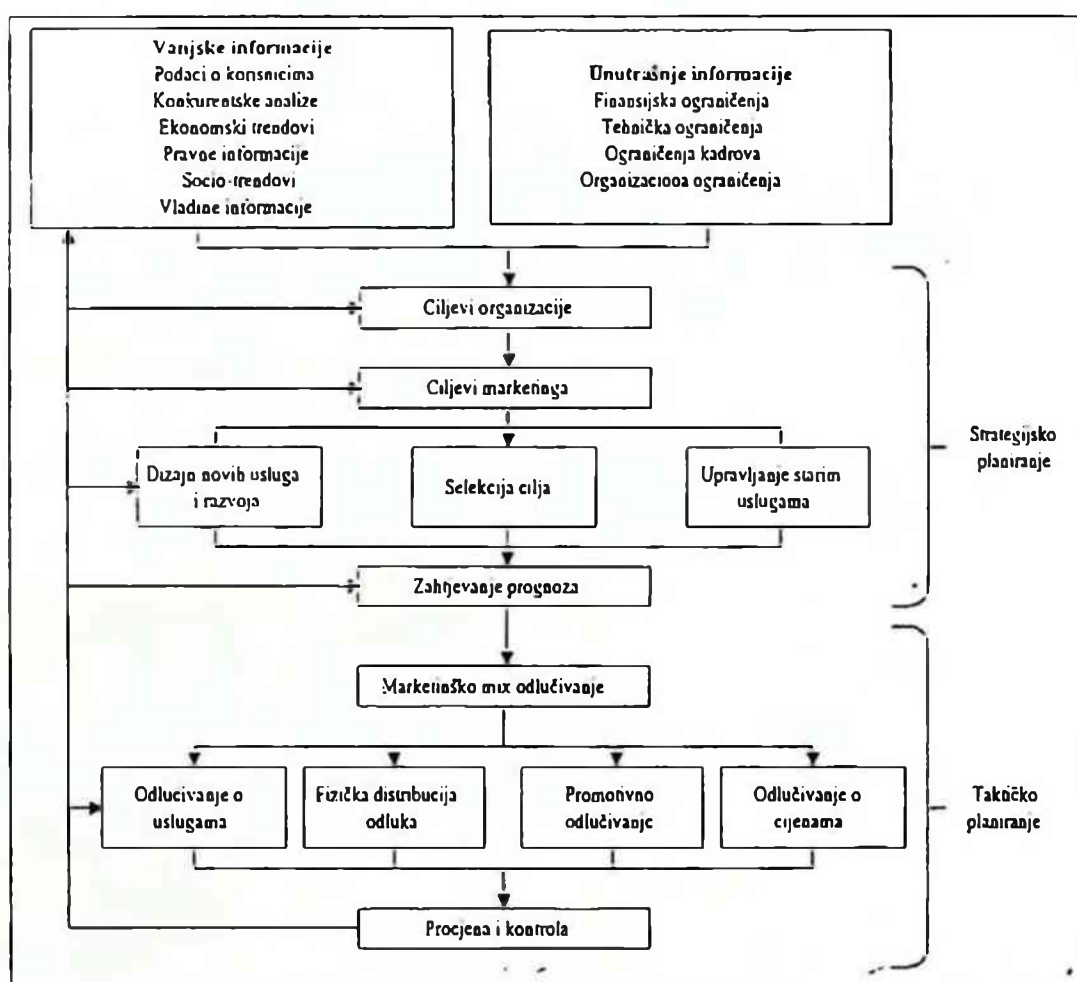 Vanjske informacije
Podaci o korisnicima
Konkurentske analize
Ekonomski trendovi
Pravne informacije
Socio-trendovi
Vladine informacije
Unutrašnje informacije
Finansijska ograničenja
Tehnička ograničenja
Ograničenja kadrova
Organizaciona ograničenja
Ciljevi organizacije
Ciljevi marketinga
Dizajn novih usluga
i razvoja
Selekcija cilja
Upravljanje starim
uslugama
Strategijsko
planiranje
Zahtjevanje prognoza
Marketinško mix odlučivanje
Odlucivanje o
uslugama
Fizička distribucija
odluka
Promotivno
odlučivanje
Odlučivanje o
cijenama
Taktičko
planiranje
Procjena i kontrola